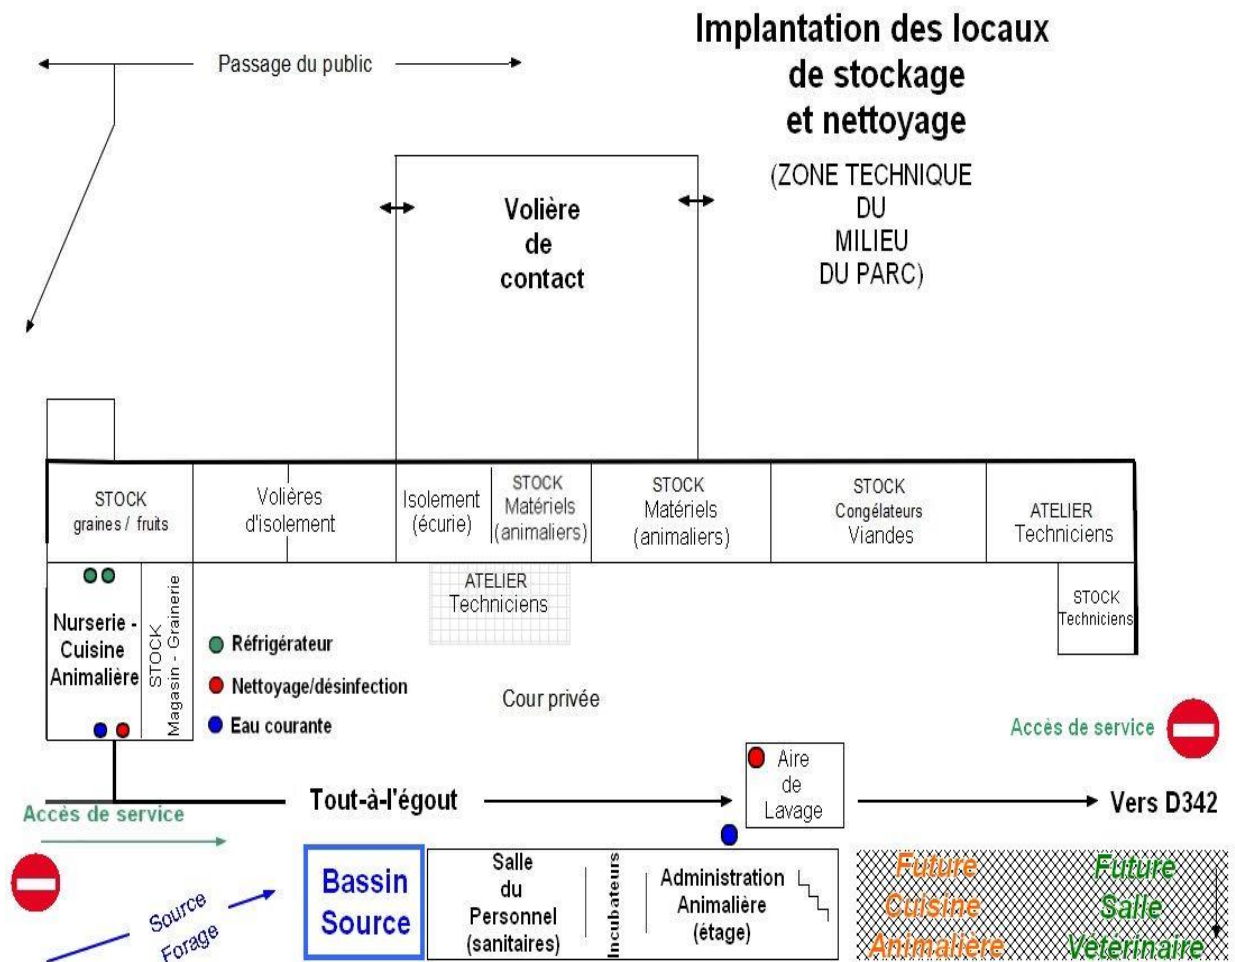 Implantation des locaux
de stockage
et nettoyage
(ZONE TECHNIQUE
DU
MILIEU
DU PARC)
Passage du public
Volière
de
contact
STOCK
graines / fruits
Volières
d'isolement
Isolement
(écurie)
STOCK
Matériels
(animaliers)
STOCK
Matériels
(animaliers)
STOCK
Congélateurs
Viandes
ATELIER
Techniciens
Nurserie -
Cuisine
Animalière
STOCK
Magasin - Grainerie
ATELIER
Techniciens
STOCK
Techniciens
Réfrigérateur
Nettoyage/désinfection
Eau courante
Cour privée
Accès de service
Aire
de
Lavage
Tout-à-l'égout
Vers D342
Accès de service
Source
Forage
Bassin
Source
Salle
du
Personnel
(sanitaires)
Incubateurs
Administration
Animalière
(étage)
Future
Cuisine
Animalière
Future
Salle
Vétérinaire